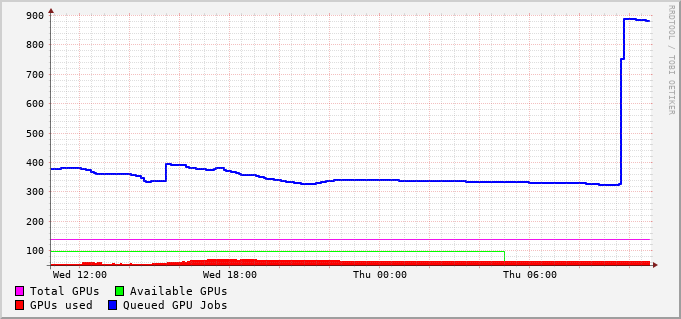 900
800
700
600
500
400
300
200
100
Wed 12:00 Wed 18:00 Thu 00:00 Thu 06:00
Total GPUs Available GPUs
GPUs used Queued GPU Jobs
RRDTOOL / TOBI OETIKER